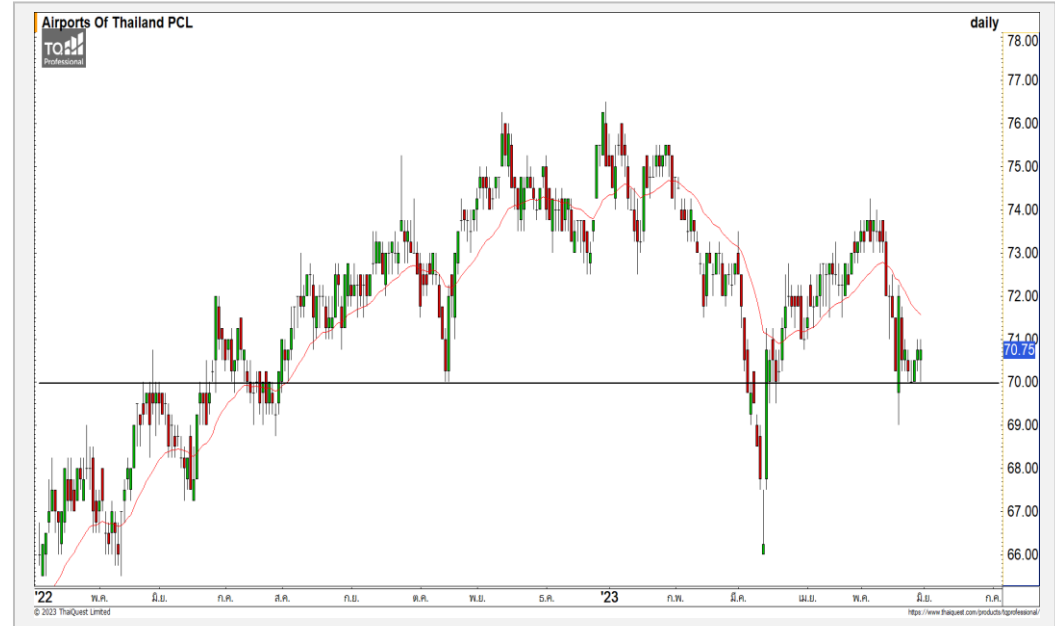 Airports Of Thailand PCL
daily
TQ
Professional
78.00
77.00
76.00
75.00
74.00
73.00
72.00
71.00
70.75
70.00
69.00
68.00
67.00
66.00
'22 พ.ค. มิ.ย. ก.ค. ส.ค. ก.ย. ต.ค. พ.ย. ธ.ค. '23 ก.พ. มี.ค. เม.ย. พ.ค. มิ.ย. ก.ค.
© 2023 ThaiQuest Limited
https://www.thaiquest.com/products/tqprofessional/